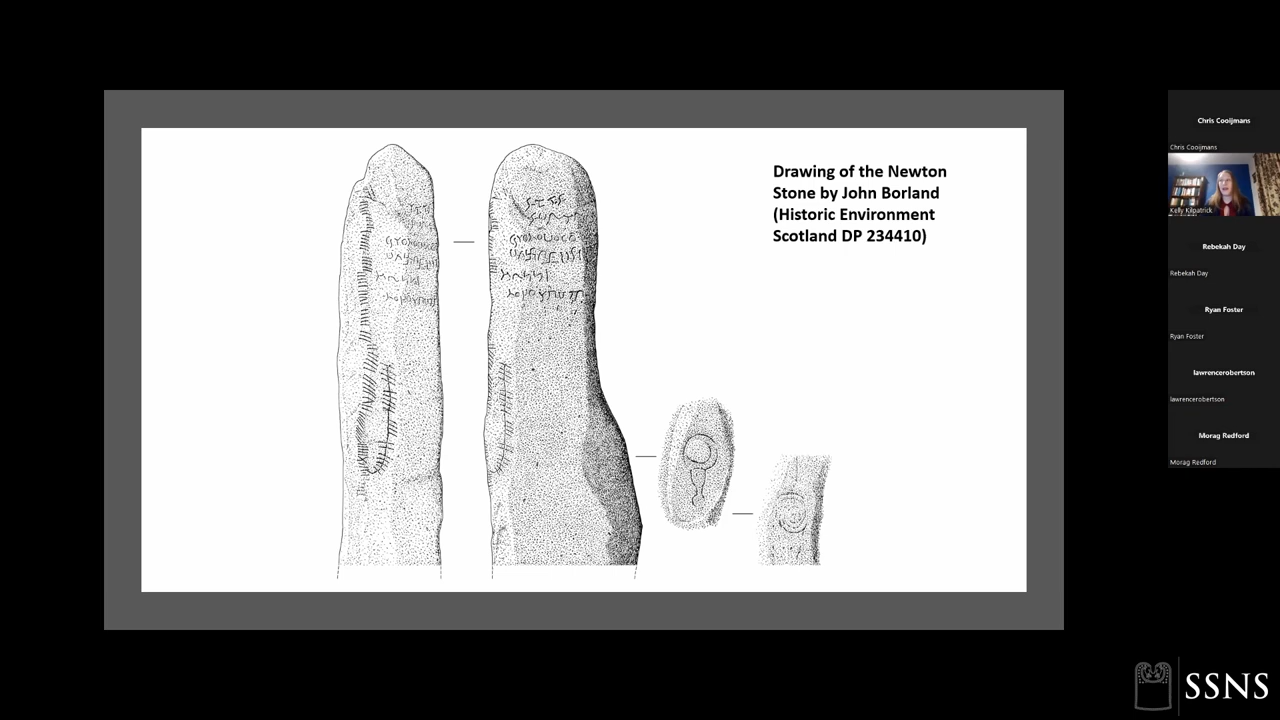 Drawing of the Newton
Stone by John Borland
(Historic Environment
Scotland DP 234410)
Chris Cooijmans
Chris Cooijmans
Kelly Kilpatrick
Rebekah Day
Rebekah Day
Ryan Foster
Ryan Foster
lawrencerobertson
lawrencerobertson
Morag Redford
Morag Redford
SSNS